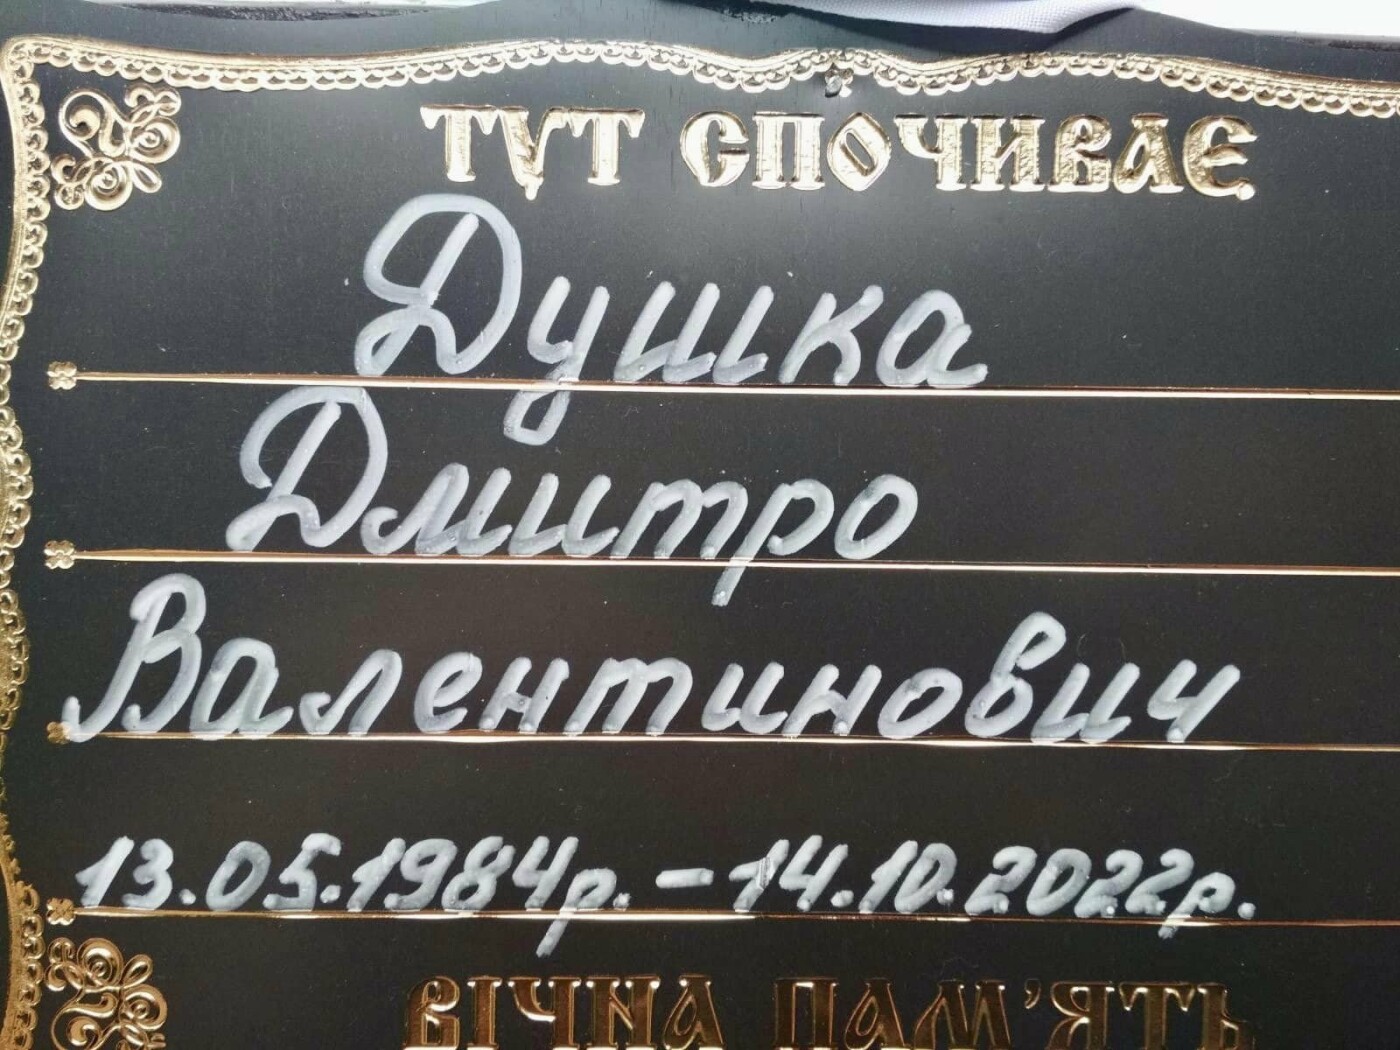 ТУТ СПОЧИВАЄ
Душка
Дмитро
Валентинович
13.05.1984р.-14.10.2022р.
ВІЧНА ПАМ'ЯТЬ